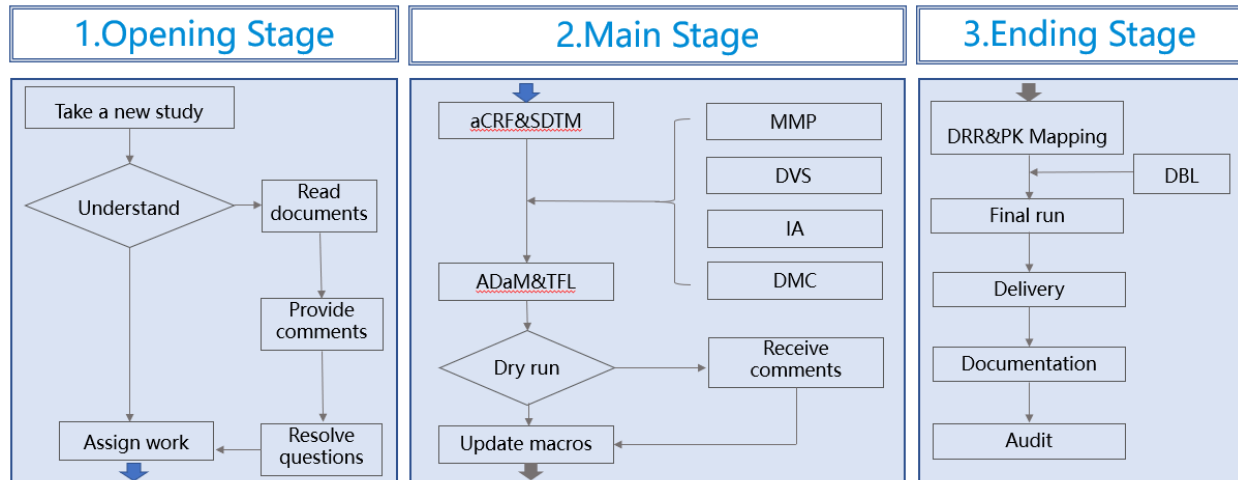 1.Opening Stage
2.Main Stage
3.Ending Stage
Take a new study
Understand
Read
documents
Provide
comments
Resolve
questions
Assign work
aCRF&SDTM
MMP
DVS
IA
DMC
ADaM&TFL
Dry run
Receive
comments
Update macros
DRR&PK Mapping
DBL
Final run
Delivery
Documentation
Audit